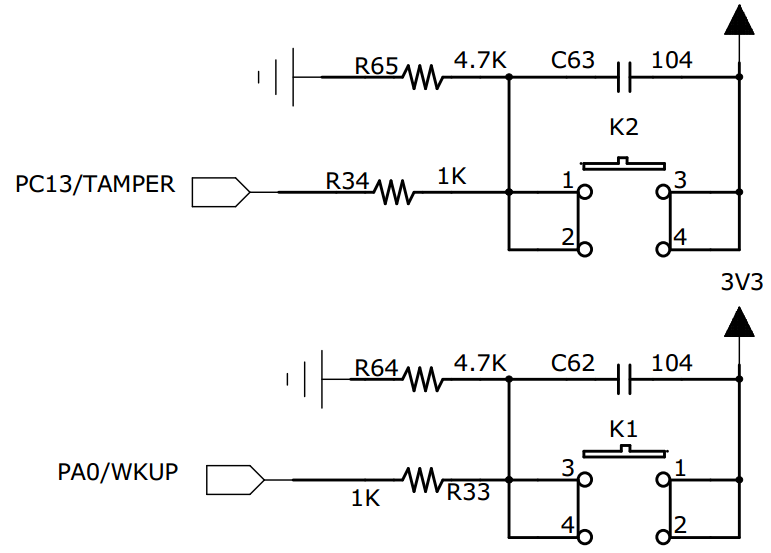 R65 4.7K C63 104
K2
PC13/TAMPER R34 1K 1 3
2 4
3V3
R64 4.7K C62 104
K1
PA0/WKUP 1K R33 3 1
4 2